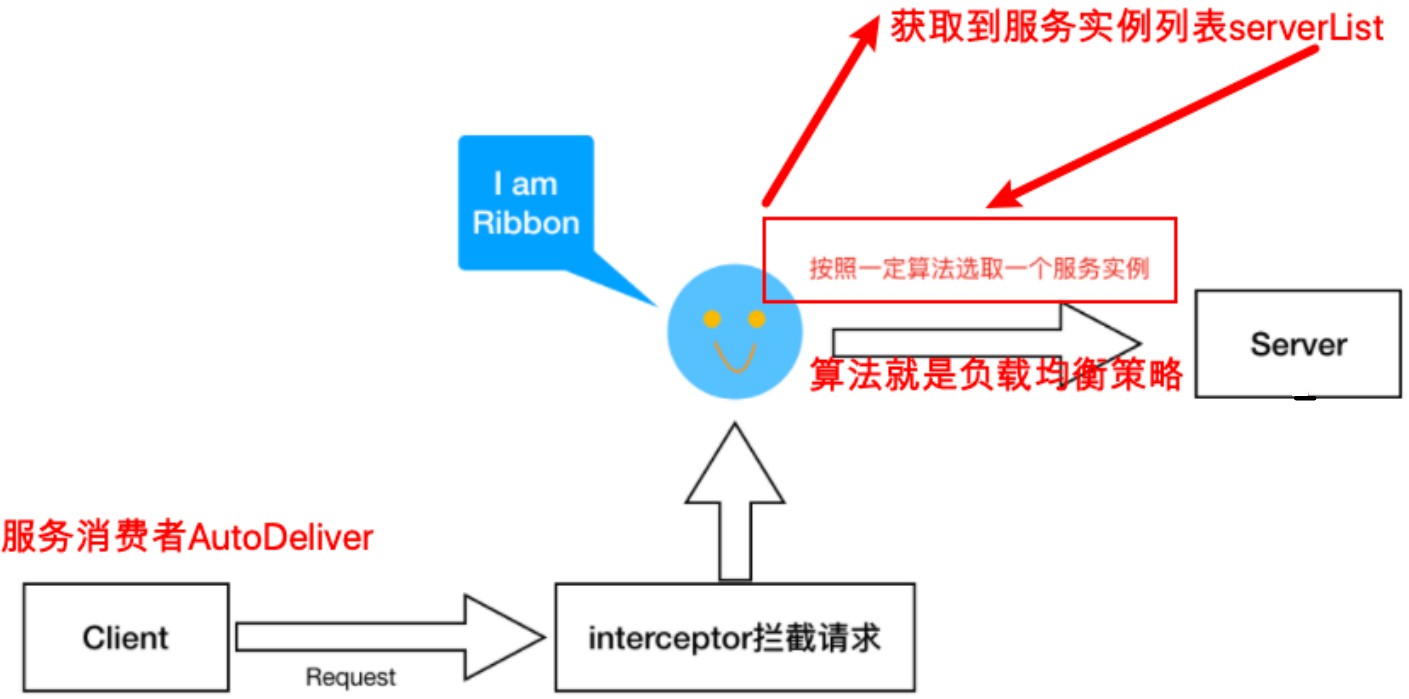 获取到服务实例列表serverList
I am
Ribbon
按照一定算法选取一个服务实例
Server
算法就是负载均衡策略
服务消费者AutoDeliver
Client
Request
interceptor拦截请求